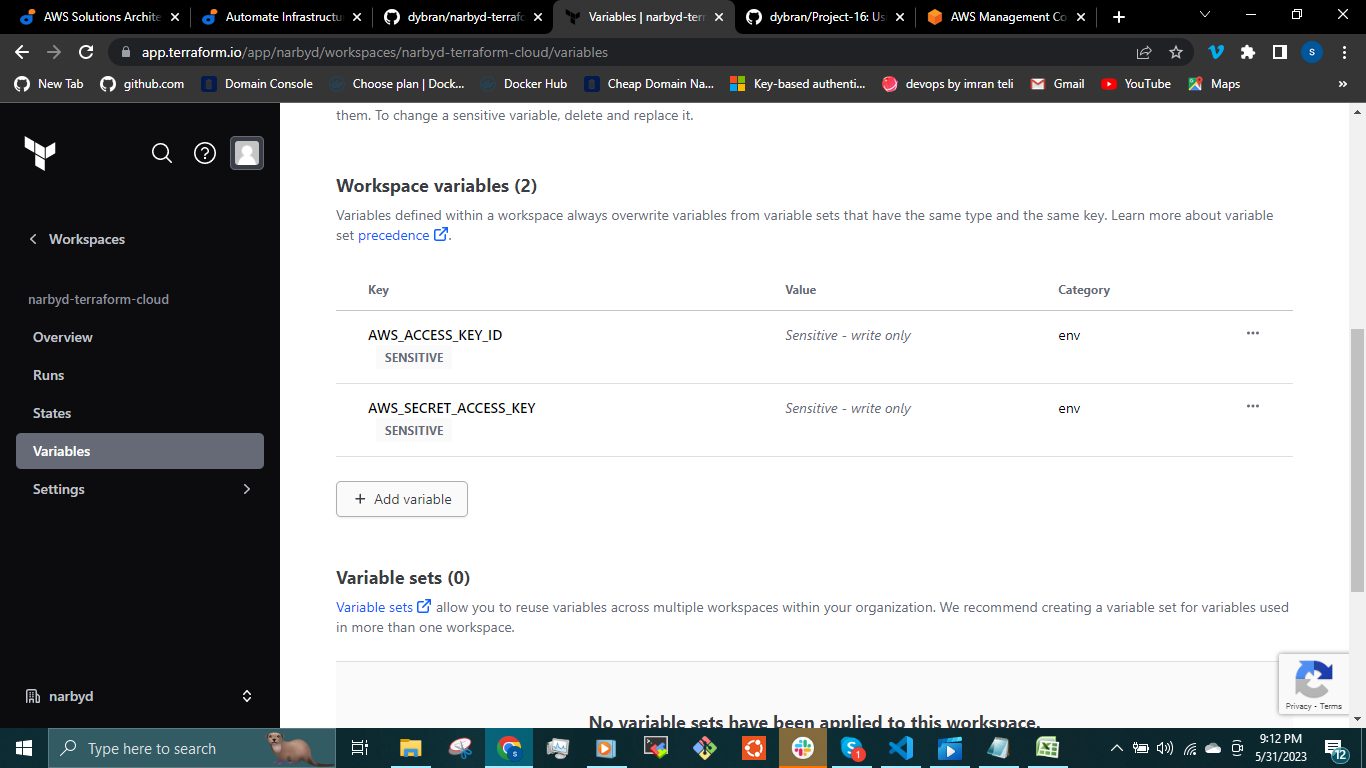 AWS Solutions Archite
Automate Infrastructu
dybran/narbyd-terrafo
Variables | narbyd-terr
dybran/Project-16: Us
AWS Management Co
app.terraform.io/app/narbyd/workspaces/narbyd-terraform-cloud/variables
S
New Tab
github.com
Domain Console
Choose plan | Dock...
Docker Hub
Cheap Domain Na...
Key-based authenti...
devops by imran teli
Gmail
YouTube
Maps
»
them. To change a sensitive variable, delete and replace it.
Workspace variables (2)
Variables defined within a workspace always overwrite variables from variable sets that have the same type and the same key. Learn more about variable
set precedence .
Key Value Category
AWS_ACCESS_KEY_ID Sensitive - write only env
SENSITIVE
AWS_SECRET_ACCESS_KEY Sensitive - write only env
SENSITIVE
+ Add variable
Variable sets (0)
Variable sets allow you to reuse variables across multiple workspaces within your organization. We recommend creating a variable set for variables used
in more than one workspace.
No variable sets have been applied to this workspace.
Workspaces
narbyd-terraform-cloud
Overview
Runs
States
Variables
Settings
narbyd
Privacy - Terms
Type here to search
1
9:12 PM
5/31/2023
12